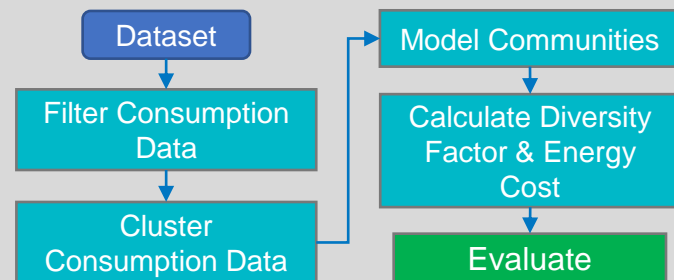 Dataset
Filter Consumption
Data
Cluster
Consumption Data
Model Communities
Calculate Diversity
Factor & Energy
Cost
Evaluate